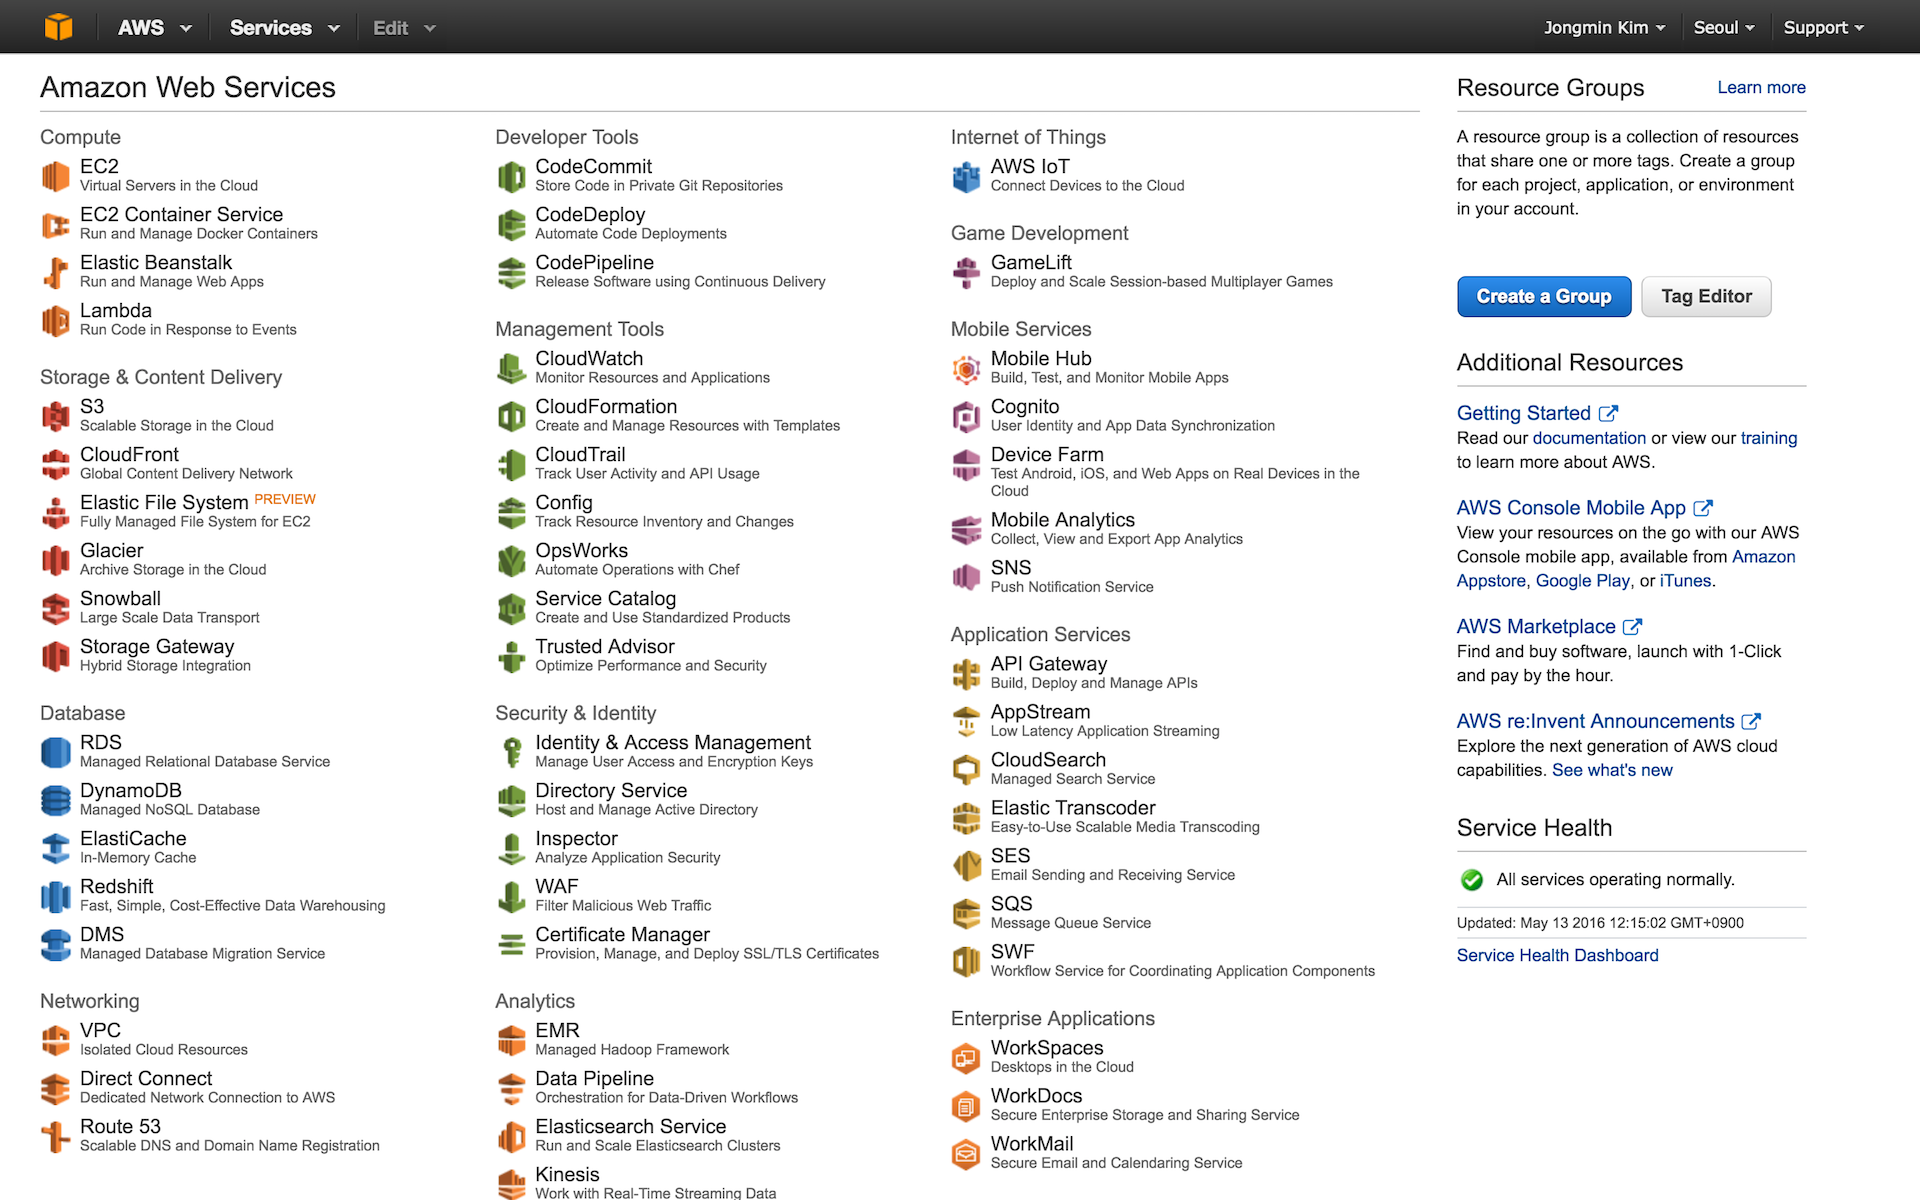 AWS
Services
Edit
Jongmin Kim
Seoul
Support
Amazon Web Services
Compute
EC2
Virtual Servers in the Cloud
EC2 Container Service
Run and Manage Docker Containers
Elastic Beanstalk
Run and Manage Web Apps
Lambda
Run Code in Response to Events
Storage & Content Delivery
S3
Scalable Storage in the Cloud
CloudFront
Global Content Delivery Network
Elastic File System PREVIEW
Fully Managed File System for EC2
Glacier
Archive Storage in the Cloud
Snowball
Large Scale Data Transport
Storage Gateway
Hybrid Storage Integration
Database
RDS
Managed Relational Database Service
DynamoDB
Managed NoSQL Database
ElastiCache
In-Memory Cache
Redshift
Fast, Simple, Cost-Effective Data Warehousing
DMS
Managed Database Migration Service
Networking
VPC
Isolated Cloud Resources
Direct Connect
Dedicated Network Connection to AWS
Route 53
Scalable DNS and Domain Name Registration
Developer Tools
CodeCommit
Store Code in Private Git Repositories
CodeDeploy
Automate Code Deployments
CodePipeline
Release Software using Continuous Delivery
Management Tools
CloudWatch
Monitor Resources and Applications
CloudFormation
Create and Manage Resources with Templates
CloudTrail
Track User Activity and API Usage
Config
Track Resource Inventory and Changes
OpsWorks
Automate Operations with Chef
Service Catalog
Create and Use Standardized Products
Trusted Advisor
Optimize Performance and Security
Security & Identity
Identity & Access Management
Manage User Access and Encryption Keys
Directory Service
Host and Manage Active Directory
Inspector
Analyze Application Security
WAF
Filter Malicious Web Traffic
Certificate Manager
Provision, Manage, and Deploy SSL/TLS Certificates
Analytics
EMR
Managed Hadoop Framework
Data Pipeline
Orchestration for Data-Driven Workflows
Elasticsearch Service
Run and Scale Elasticsearch Clusters
Kinesis
Work with Real-Time Streaming Data
Internet of Things
AWS IoT
Connect Devices to the Cloud
Game Development
GameLift
Deploy and Scale Session-based Multiplayer Games
Mobile Services
Mobile Hub
Build, Test, and Monitor Mobile Apps
Cognito
User Identity and App Data Synchronization
Device Farm
Test Android, iOS, and Web Apps on Real Devices in the
Cloud
Mobile Analytics
Collect, View and Export App Analytics
SNS
Push Notification Service
Application Services
API Gateway
Build, Deploy and Manage APIs
AppStream
Low Latency Application Streaming
CloudSearch
Managed Search Service
Elastic Transcoder
Easy-to-Use Scalable Media Transcoding
SES
Email Sending and Receiving Service
SQS
Message Queue Service
SWF
Workflow Service for Coordinating Application Components
Enterprise Applications
WorkSpaces
Desktops in the Cloud
WorkDocs
Secure Enterprise Storage and Sharing Service
WorkMail
Secure Email and Calendaring Service
Resource Groups
Learn more
A resource group is a collection of resources
that share one or more tags. Create a group
for each project, application, or environment
in your account.
Create a Group
Tag Editor
Additional Resources
Getting Started
Read our documentation or view our training
to learn more about AWS.
AWS Console Mobile App
View your resources on the go with our AWS
Console mobile app, available from Amazon
Appstore, Google Play, or iTunes.
AWS Marketplace
Find and buy software, launch with 1-Click
and pay by the hour.
AWS re:Invent Announcements
Explore the next generation of AWS cloud
capabilities. See what's new
Service Health
All services operating normally.
Updated: May 13 2016 12:15:02 GMT+0900
Service Health Dashboard